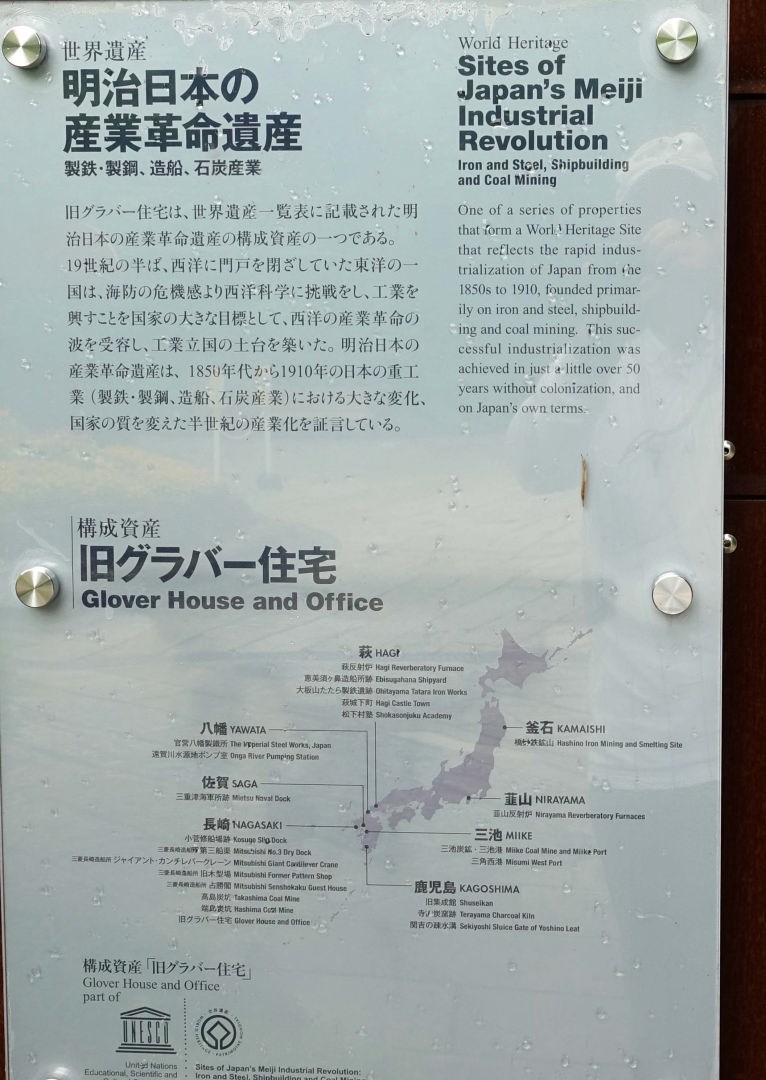 世界遺産
明治日本の
産業革命遺産
製鉄・製鋼、造船、石炭産業
旧グラバー住宅は、世界遺産一覧表に記載された明
治日本の産業革命遺産の構成資産の一つである。
19世紀の半ば、西洋に門戸を閉ざしていた東洋の一
国は、海防の危機感より西洋科学に挑戦をし、工業を
興すことを国家の大きな目標として、西洋の産業革命の
波を受容し、工業立国の土台を築いた。明治日本の
産業革命遺産は、1850年代から1910年の日本の重工
業（製鉄・製鋼、造船、石炭産業）における大きな変化、
国家の質を変えた半世紀の産業化を証言している。
World Heritage
Sites of
Japan's Meiji
Industrial
Revolution
Iron and Steel, Shipbuilding
and Coal Mining
One of a series of properties
that form a World Heritage Site
that reflects the rapid indus-
trialization of Japan from the
1850s to 1910, founded primar-
ily on iron and steel, shipbuild-
ing and coal mining. This suc-
cessful industrialization was
achieved in just a little over 50
years without colonization, and
on Japan's own terms.
構成資産
旧グラバー住宅
Glover House and Office
萩 HAGI
萩反射炉 Hagi Reverberatory Furnace
恵美須ヶ鼻造船所跡 Ebisugahana Shipyard
大板山たたら製鉄遺跡 Ohitayama Tatara Iron Works
萩城下町 Hagi Castle Town
松下村塾 Shokasonjuku Academy
八幡 YAWATA
官営八幡製鐵所 The Imperial Steel Works, Japan
遠賀川水源地ポンプ室 Onga River Pumping Station
佐賀 SAGA
三重津海軍所跡 Mietsu Naval Dock
長崎 NAGASAKI
小菅修船場跡 Kosuge Slip Dock
三菱長崎造船所 第三船渠 Mitsubishi No.3 Dry Dock
三菱長崎造船所 ジャイアント・カンチレバークレーン Mitsubishi Giant Cantilever Crane
三菱長崎造船所 旧木型場 Mitsubishi Former Pattern Shop
三菱長崎造船所 占勝閣 Mitsubishi Senshokaku Guest House
高島炭坑 Takashima Coal Mine
端島炭坑 Hashima Coal Mine
旧グラバー住宅 Glover House and Office
釜石 KAMAISHI
橋野鉄鉱山 Hashino Iron Mining and Smelting Site
韮山 NIRAYAMA
韮山反射炉 Nirayama Reverberatory Furnaces
三池 MIIKE
三池炭鉱・三池港 Miike Coal Mine and Miike Port
三角西港 Misumi West Port
鹿児島 KAGOSHIMA
旧集成館 Shuseikan
寺山炭窯跡 Terayama Charcoal Kiln
関吉の疎水溝 Sekiyoshi Sluice Gate of Yoshino Leat
構成資産「旧グラバー住宅」
Glover House and Office
part of
UNESCO
United Nations
Educational, Scientific and
Sites of Japan's Meiji Industrial Revolution:
Iron and Steel, Shipbuilding and Coal Mining